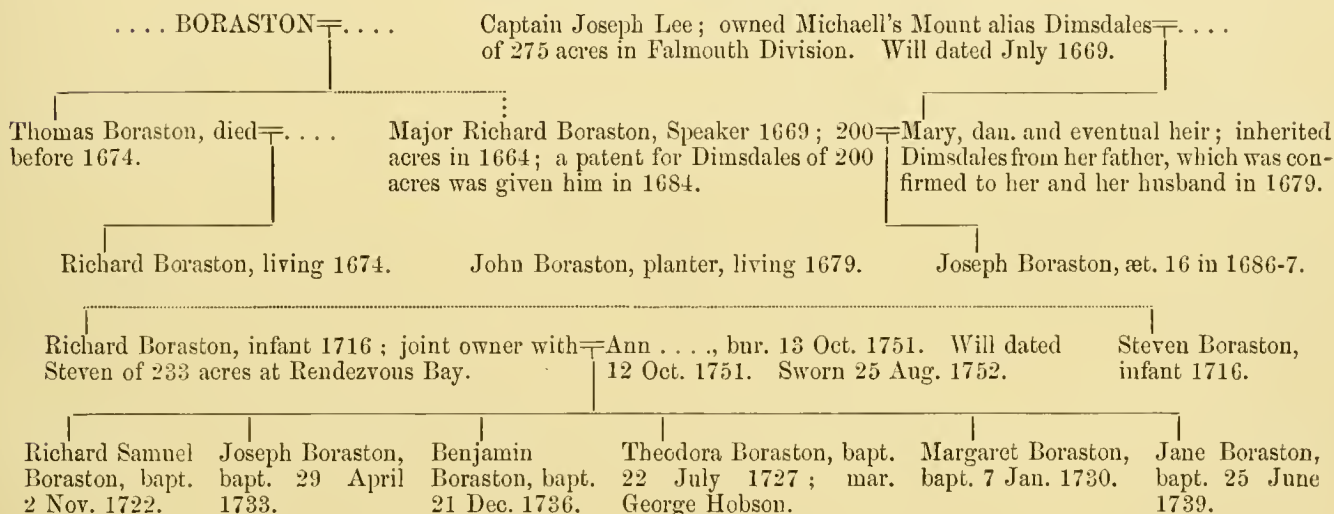 . . . . BORASTON╤. . . . Captain Joseph Lee; owned Michaell's Mount alias Dimsdales╤. . . .
of 275 acres in Falmouth Division. Will dated July 1669.
Thomas Boraston, died╤. . . . Major Richard Boraston, Speaker 1669; 200╤Mary, dan. and eventual heir; inherited
before 1674. acres in 1664; a patent for Dimsdales of 200 Dimsdales from her father, which was con-
acres was given him in 1684. firmed to her and her husband in 1679.
Richard Boraston, living 1674. John Boraston, planter, living 1679. Joseph Boraston, æt. 16 in 1686-7.
Richard Boraston, infant 1716; joint owner with╤Ann . . . ., bur. 13 Oct. 1751. Will dated Steven Boraston,
Steven of 233 acres at Rendezvous Bay. 12 Oct. 1751. Sworn 25 Aug. 1752. infant 1716.
Richard Samuel Joseph Boraston, Benjamin Theodora Boraston, bapt. Margaret Boraston, Jane Boraston,
Boraston, bapt. bapt. 29 April Boraston, bapt. 22 July 1727; mar. bapt. 7 Jan. 1730. bapt. 25 June
2 Nov. 1722. 1733. 21 Dec. 1736. George Hobson. 1739.